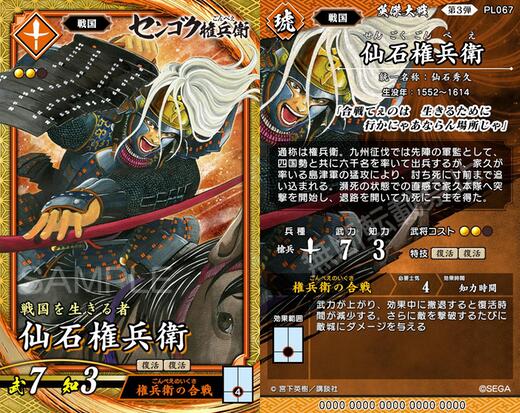 戦国
センゴク権兵衛
ごんべえ
SAMPLE
戦国を生きる者
仙石権兵衛
復活 復活
武7 知3
ごんべえのいくさ
権兵衛の合戦
4
琥
戦国
英傑大戦
第3弾
PL067
せんごくごんべえ
仙石権兵衛
統一名称:仙石秀久
生没年:1552~1614
「合戦てえのは 生きるために
行かにゃあならん場所じゃ」
通称は権兵衛。九州征伐では先陣の軍監として、
四国勢と共に六千名を率いて出兵するが、家久が
率いる島津軍の猛攻により、討ち死に寸前まで追
い込まれる。瀕死の状態での直感で家久本隊へ突
撃を開始し、退路を開いて九死に一生を得た。
兵種 武力 知力 武将コスト
槍兵 7 3
特技 復活 復活
ごんべえのいくさ
権兵衛の合戦
必要士気
4
効果時間
知力時間
効果範囲
武力が上がり、効果中に撤退すると復活時
間が減少する。さらに敵を撃破するたびに
敵城にダメージを与える
©宮下英樹/講談社
©SEGA
0000 0000 0000 0000 0000